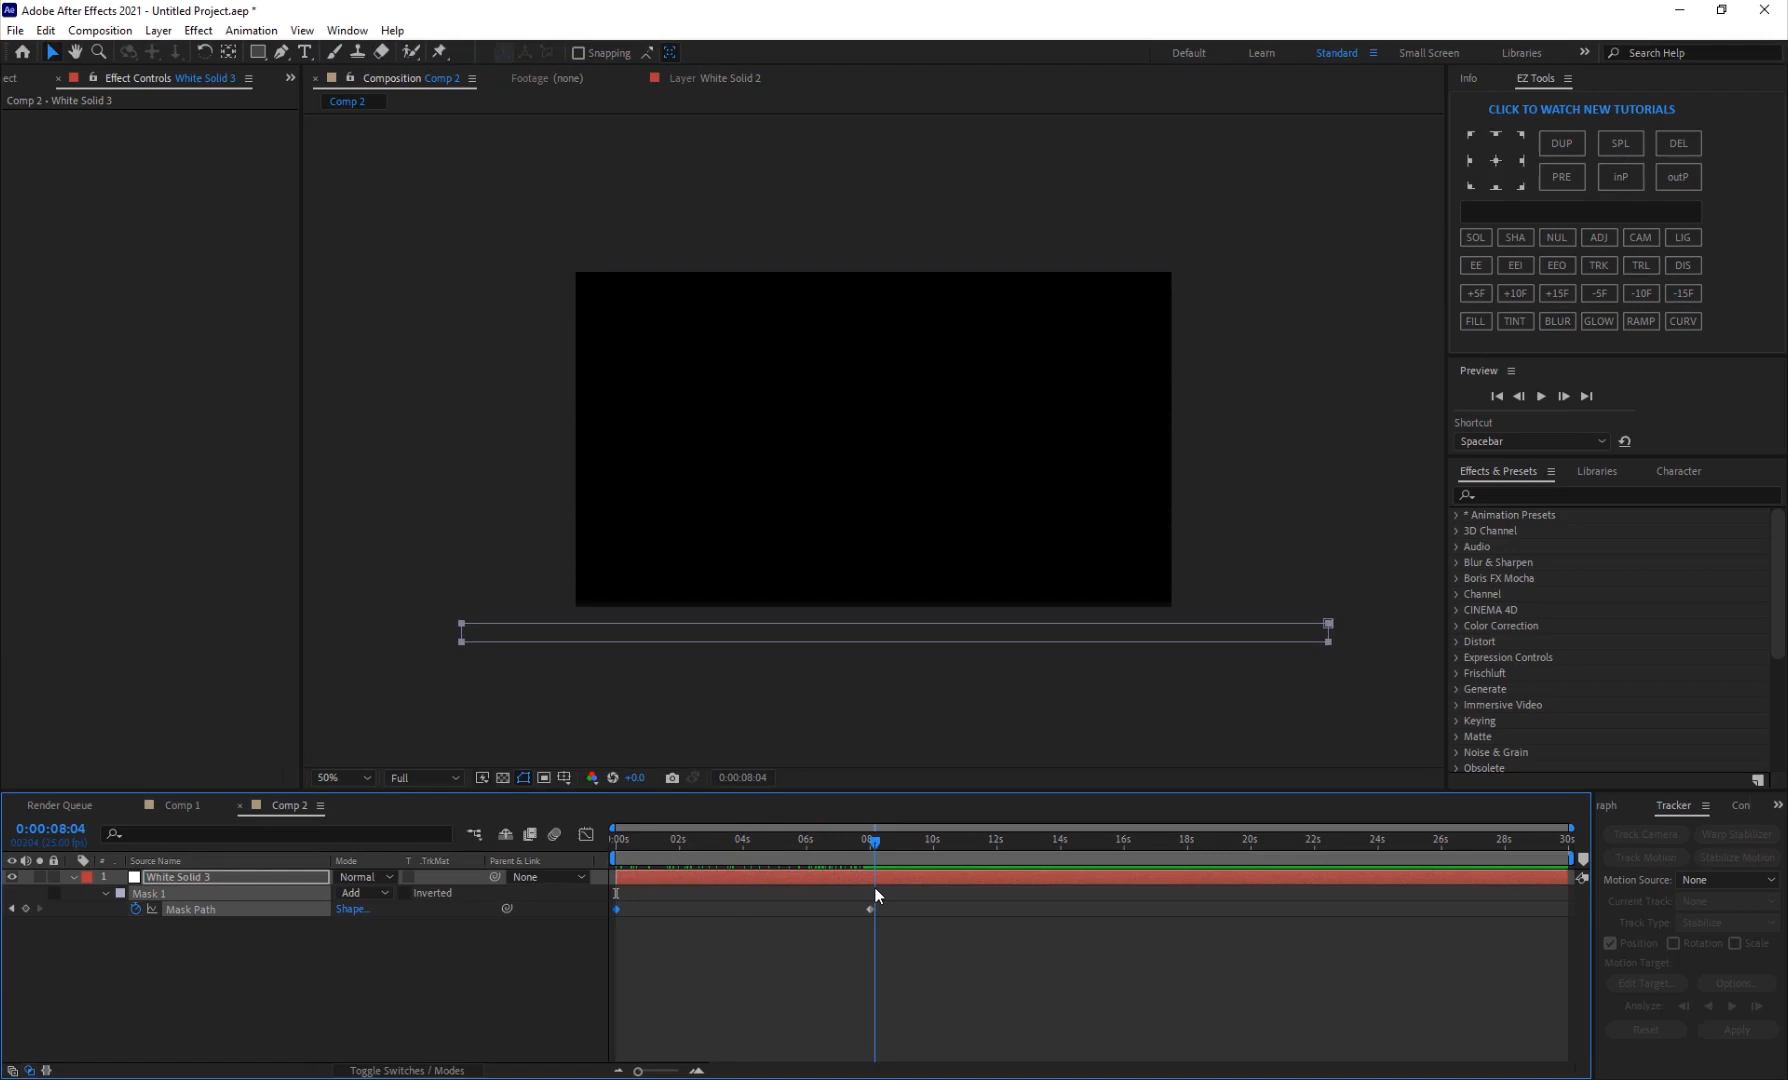 Adobe After Effects 2021 - Untitled Project.aep *
File Edit Composition Layer Effect Animation View Window Help
Snapping
Default Learn Standard Small Screen Libraries Search Help
ect Effect Controls White Solid 3
Composition Comp 2 Footage (none) Layer White Solid 2
Info EZ Tools
Comp 2 • White Solid 3
Comp 2
CLICK TO WATCH NEW TUTORIALS
DUP SPL DEL
PRE inP outP
SOL SHA NUL ADJ CAM LIG
EE EEI EEO TRK TRL DIS
+5F +10F +15F -5F -10F -15F
FILL TINT BLUR GLOW RAMP CURV
Preview
Shortcut
Spacebar
Effects & Presets Libraries Character
* Animation Presets
3D Channel
Audio
Blur & Sharpen
Boris FX Mocha
Channel
CINEMA 4D
Color Correction
Distort
Expression Controls
Frischluft
Generate
Immersive Video
Keying
Matte
Noise & Grain
Obsolete
50% Full +0.0 0:00:08:04
Render Queue Comp 1 Comp 2
0:00:08:04
00204 (25.00 fps)
:00s 02s 04s 06s 08s 10s 12s 14s 16s 18s 20s 22s 24s 26s 28s 30s
# Source Name Mode T .TrkMat Parent & Link
1 White Solid 3 Normal None
Mask 1 Add Inverted
Mask Path Shape...
Toggle Switches / Modes
raph Tracker Con
Track Camera Warp Stabilizer
Track Motion Stabilize Motion
Motion Source: None
Current Track: None
Track Type: Stabilize
Position Rotation Scale
Motion Target:
Edit Target... Options...
Analyze:
Reset Apply